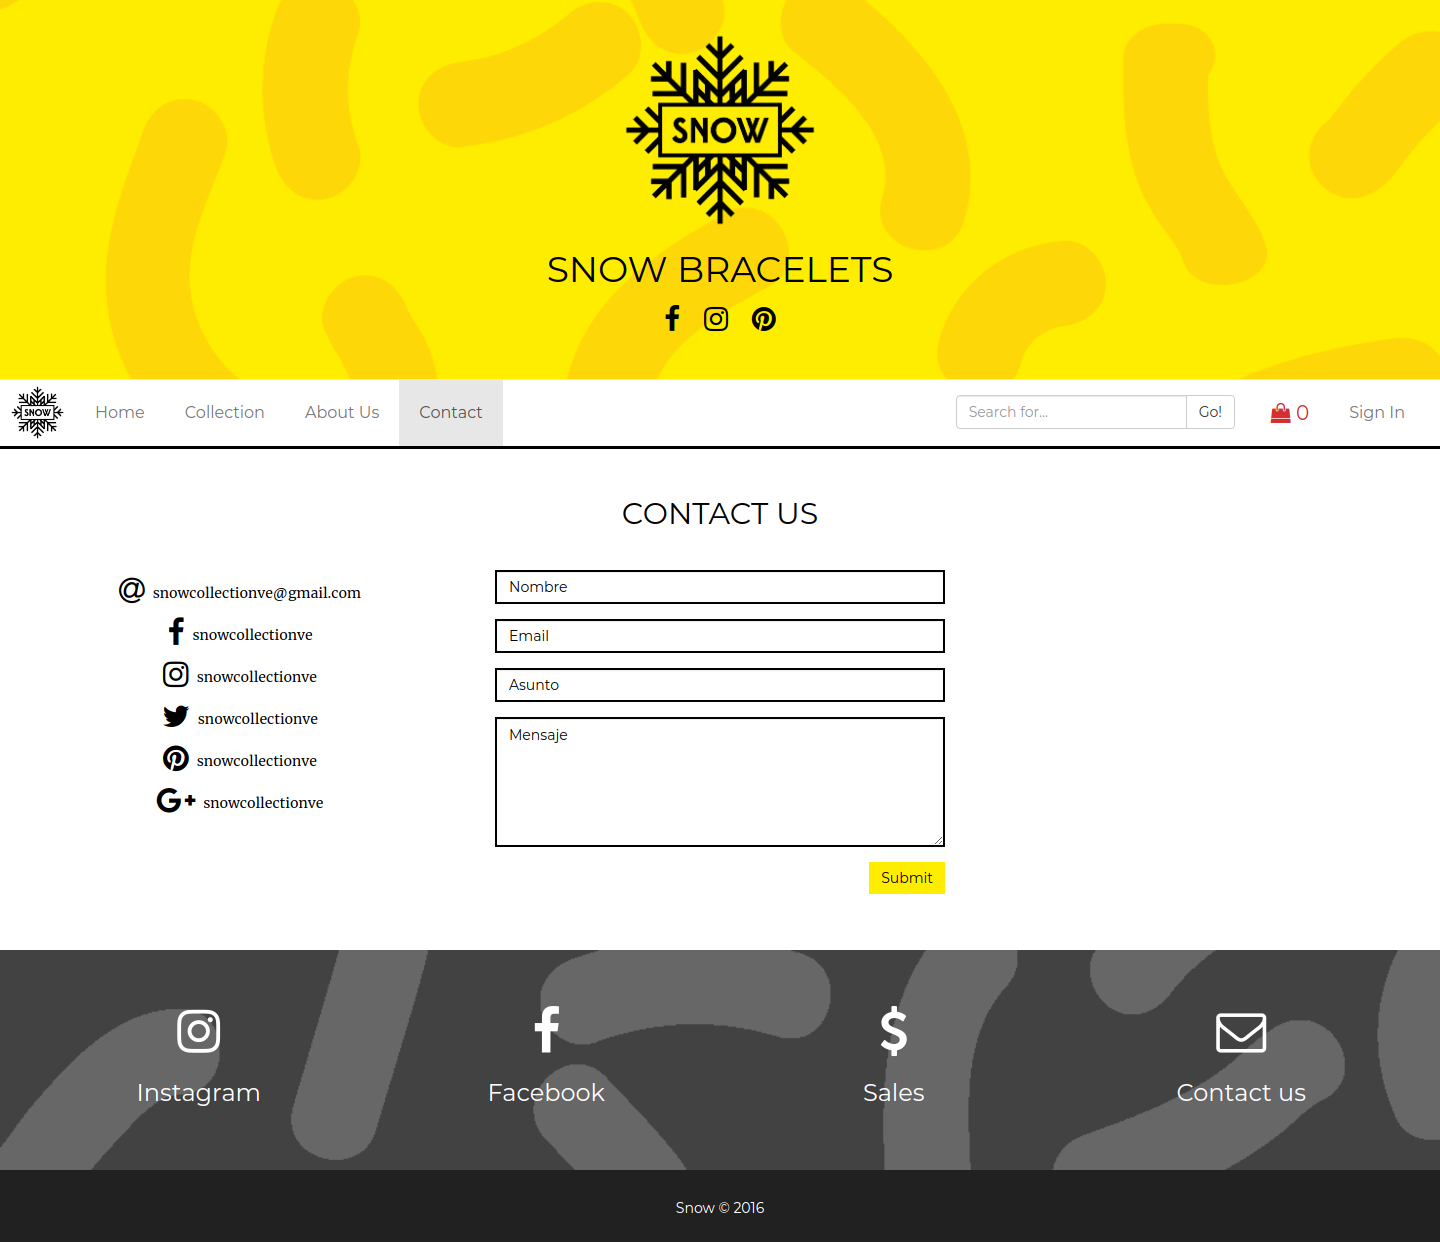 SNOW
SNOW BRACELETS
SNOW
Home
Collection
About Us
Contact
Search for...
Go!
0
Sign In
CONTACT US
snowcollectionve@gmail.com
snowcollectionve
snowcollectionve
snowcollectionve
snowcollectionve
snowcollectionve
Nombre
Email
Asunto
Mensaje
Submit
Instagram
Facebook
Sales
Contact us
Snow © 2016